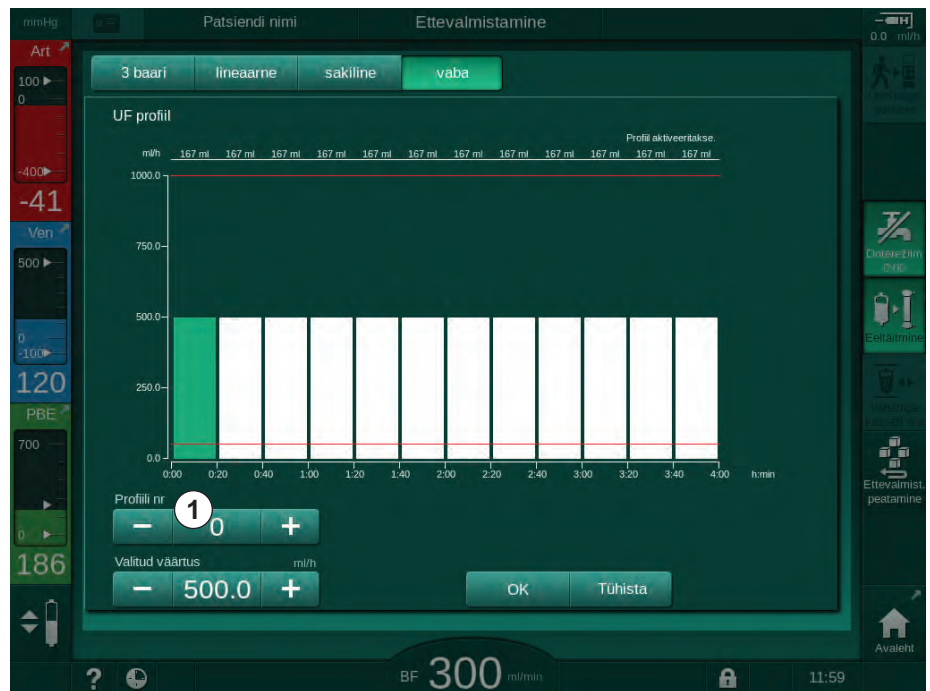 mmHg
Patsiendi nimi
Ettevalmistamine
0.0 ml/h
Art
100
0
-400
-41
Ven
500
0
-100
120
PBE
700
0
186
3 baari
lineaarne
sakiline
vaba
UF profiil
Profiil aktiveeritakse.
ml/h 167 ml 167 ml 167 ml 167 ml 167 ml 167 ml 167 ml 167 ml 167 ml 167 ml 167 ml 167 ml
1000.0
750.0
500.0
250.0
0.0
0:00 0:20 0:40 1:00 1:20 1:40 2:00 2:20 2:40 3:00 3:20 3:40 4:00 h:min
Profiili nr
1
− 0 +
Valitud väärtus ml/h
− 500.0 +
OK
Tühista
Ooterežiim
0:00
Eeltäitmine
Ettevalmist.
peatamine
Avaleht
?
BF 300 ml/min
11:59